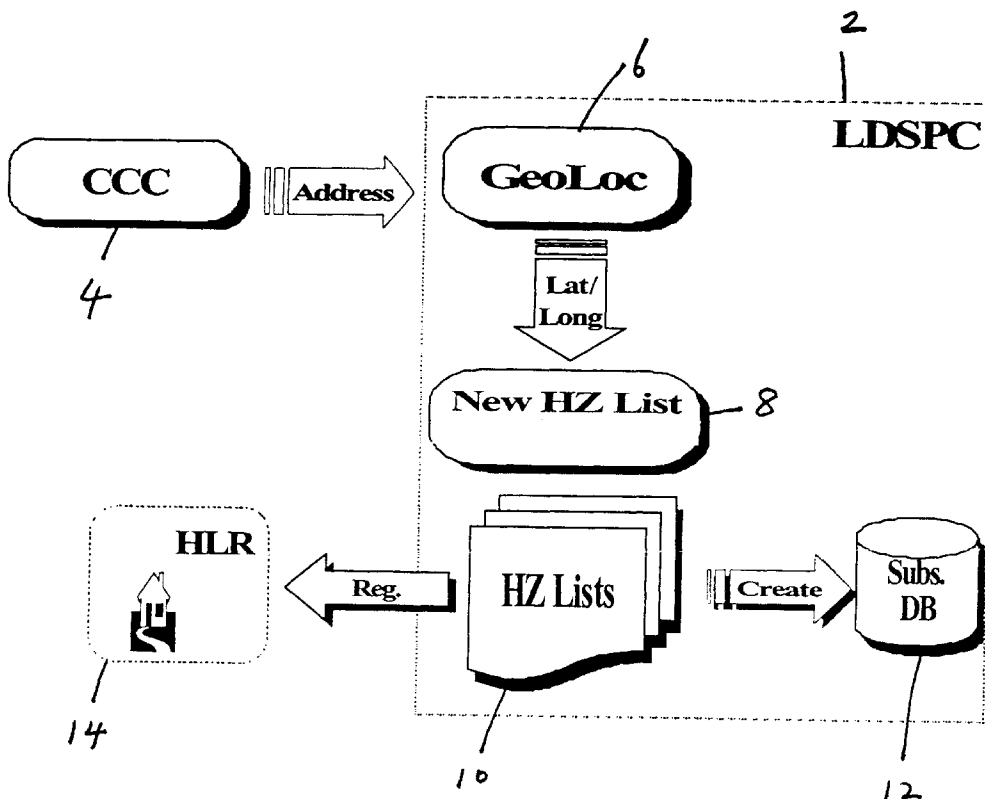 2
6
LDSPC
CCC
Address
GeoLoc
4
Lat/
Long
New HZ List
8
HLR
Reg.
HZ Lists
Create
Subs.
DB
14
10
12